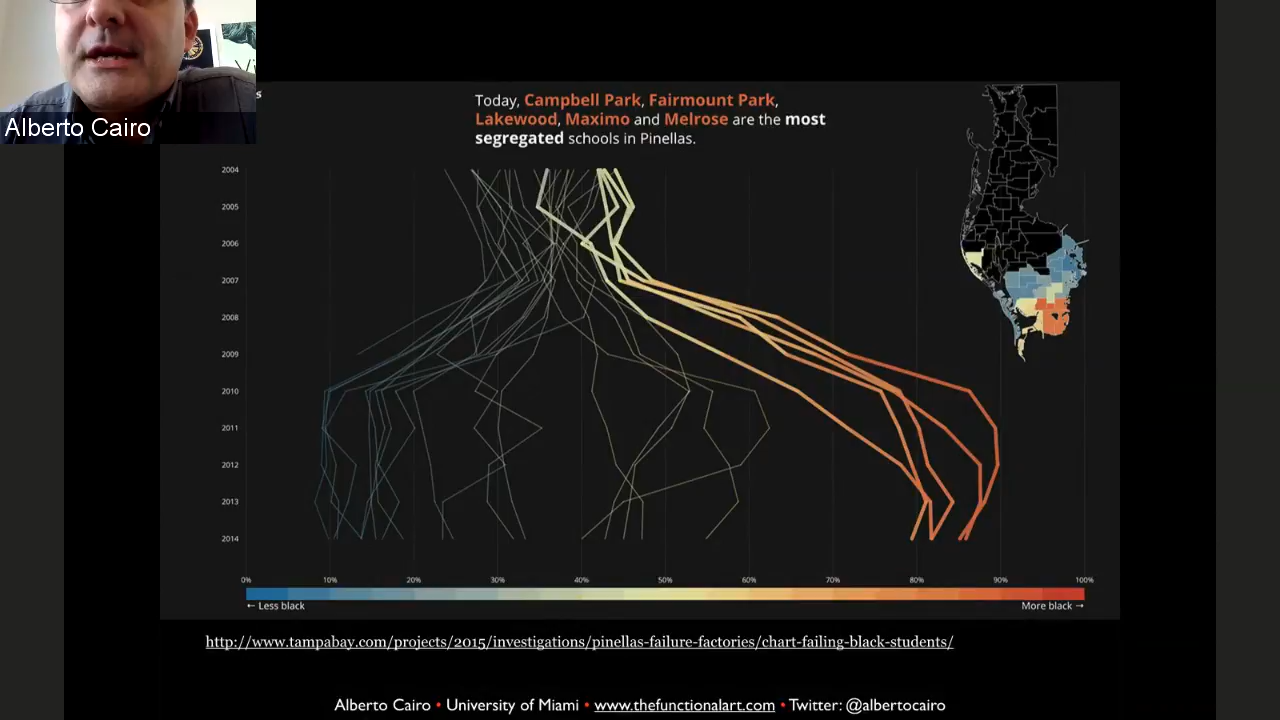 Alberto Cairo
s
Today, Campbell Park, Fairmount Park,
Lakewood, Maximo and Melrose are the most
segregated schools in Pinellas.
2004
2005
2006
2007
2008
2009
2010
2011
2012
2013
2014
0% 10% 20% 30% 40% 50% 60% 70% 80% 90% 100%
← Less black More black →
http://www.tampabay.com/projects/2015/investigations/pinellas-failure-factories/chart-failing-black-students/
Alberto Cairo • University of Miami • www.thefunctionalart.com • Twitter: @albertocairo